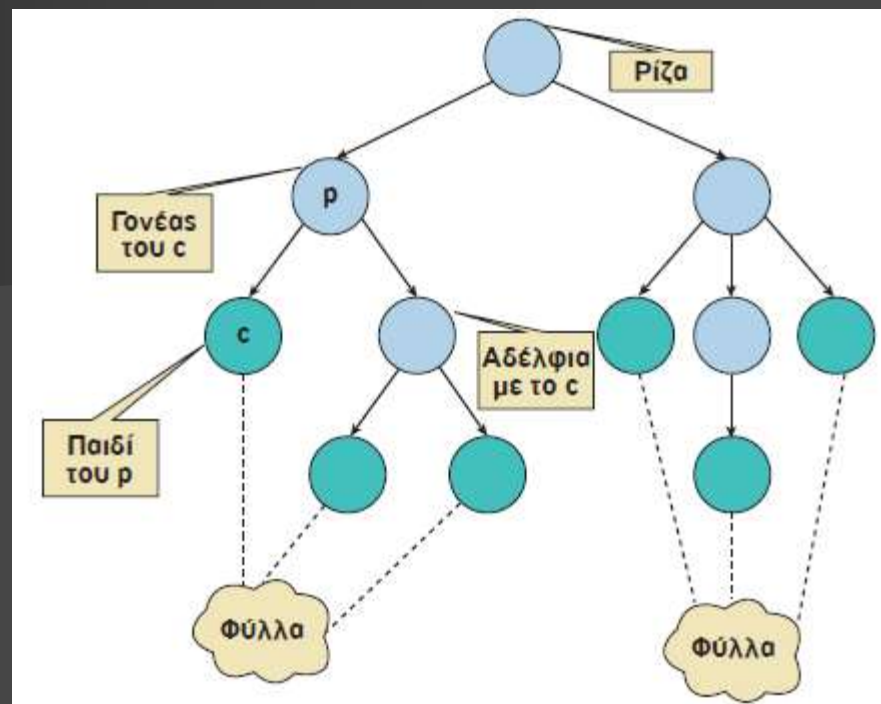 Ρίζα
p
Γονέας
του c
c
Αδέλφια
με το c
Παιδί
του p
Φύλλα
Φύλλα